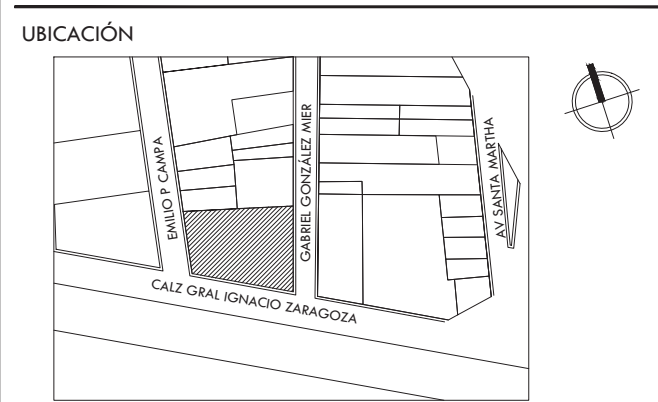 UBICACIÓN
EMILIO P CAMPA
GABRIEL GONZÁLEZ MIER
AV SANTA MARTHA
CALZ GRAL IGNACIO ZARAGOZA